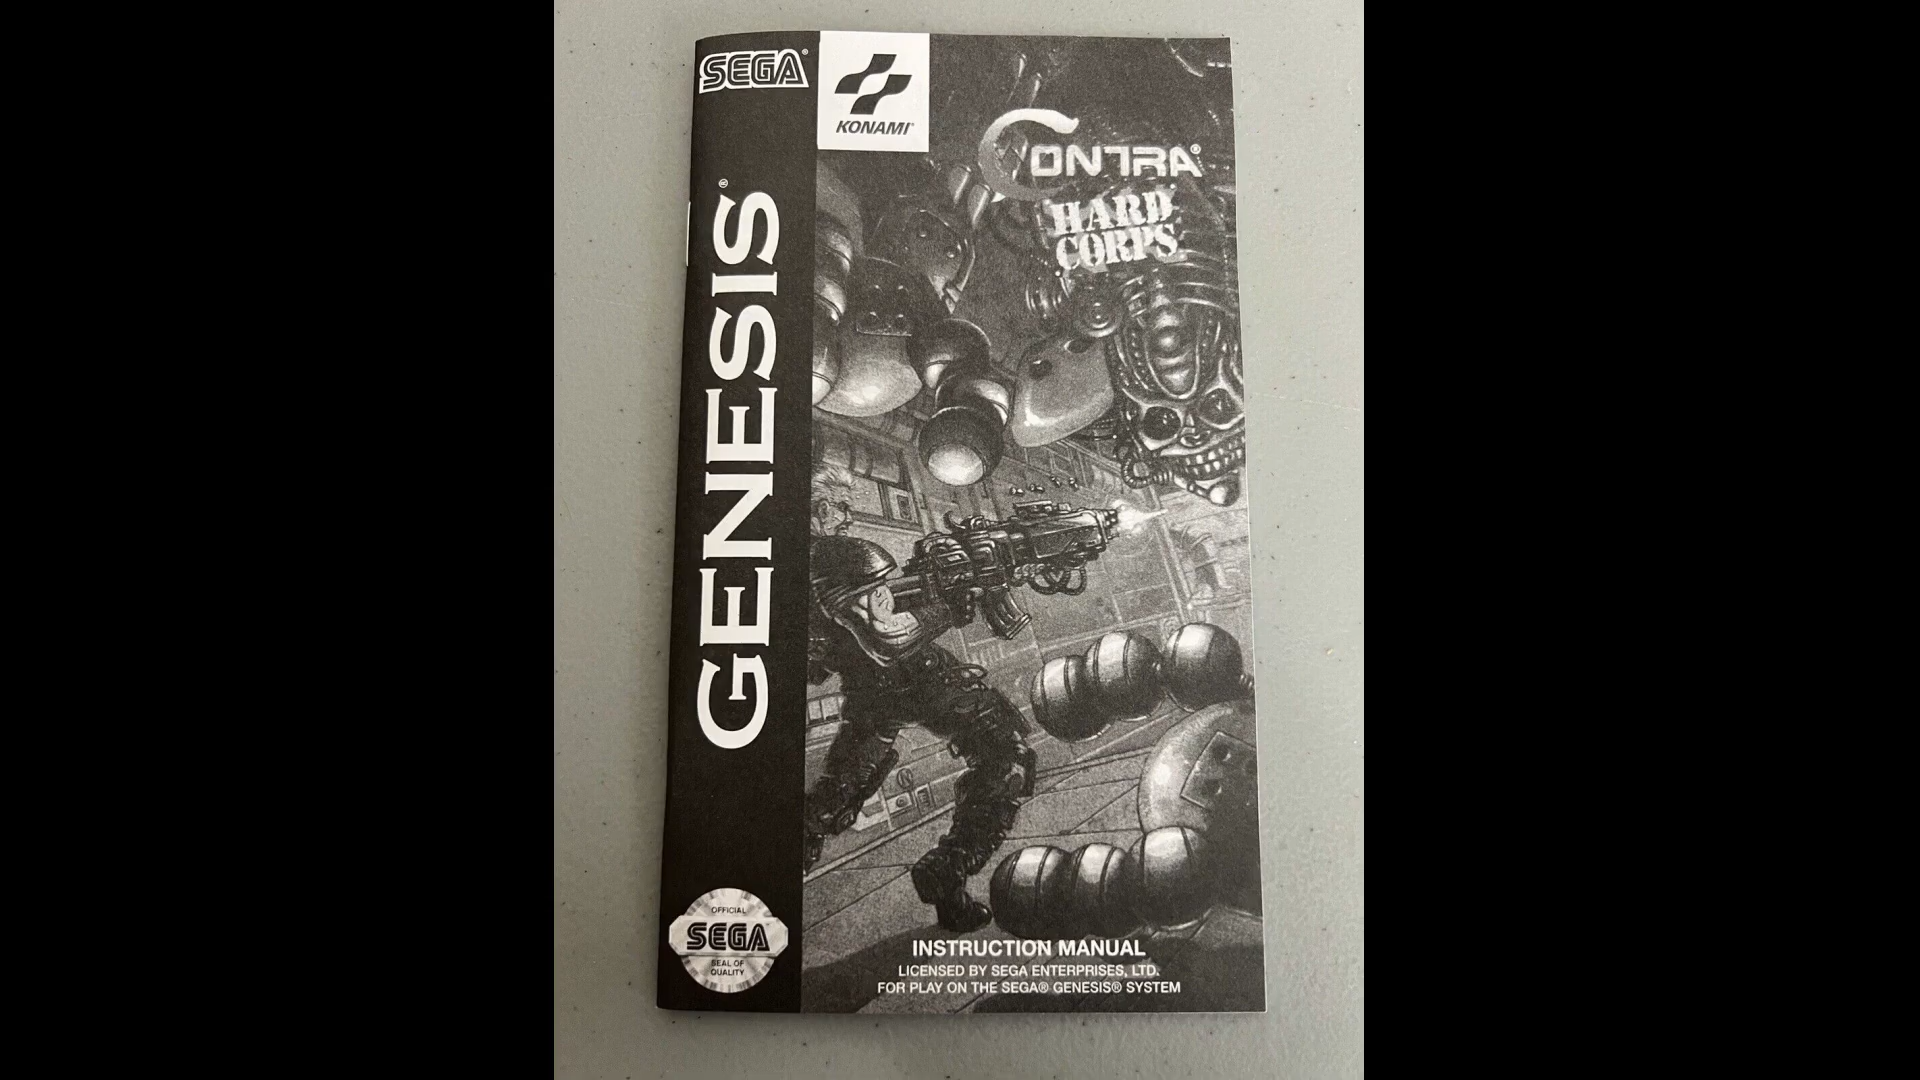 SEGA®
KONAMI®
GENESIS®
CONTRA®
HARD
CORPS
OFFICIAL
SEGA
SEAL OF
QUALITY
INSTRUCTION MANUAL
LICENSED BY SEGA ENTERPRISES, LTD.
FOR PLAY ON THE SEGA® GENESIS® SYSTEM